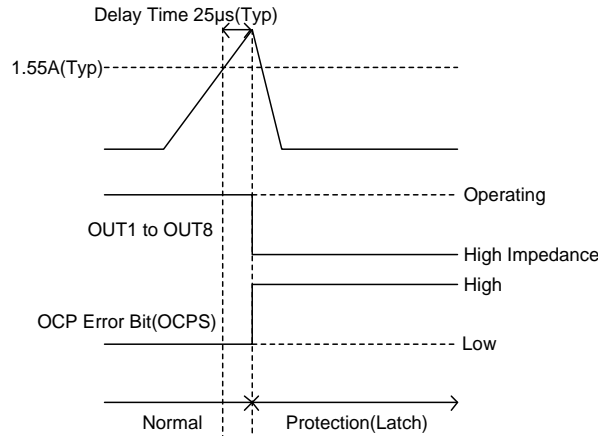 Delay Time 25μs(Typ)
1.55A(Typ)
Operating
OUT1 to OUT8
High Impedance
High
OCP Error Bit(OCPS)
Low
Normal
Protection(Latch)